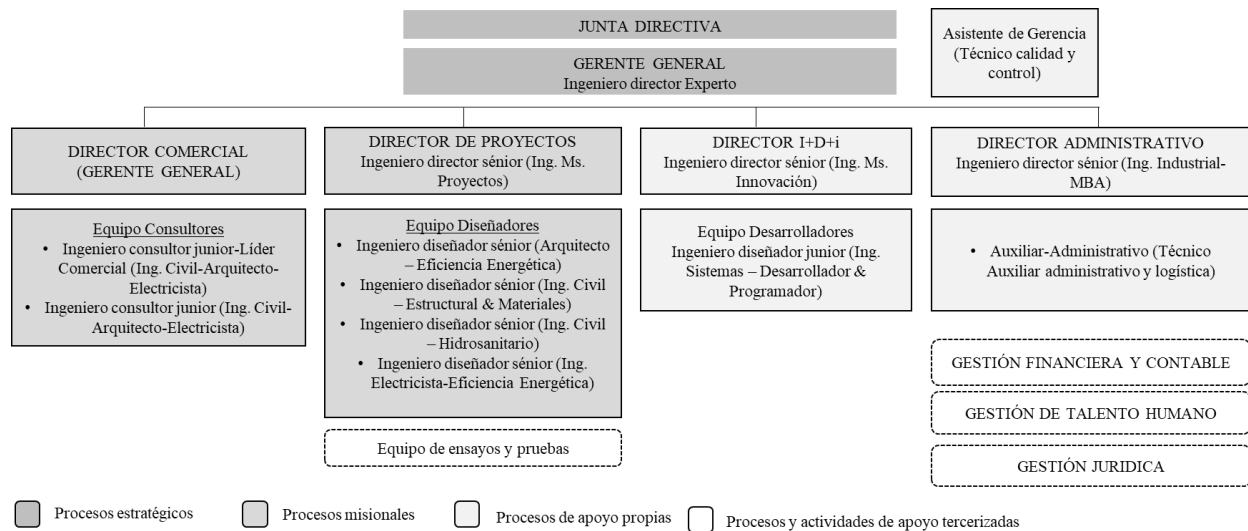 JUNTA DIRECTIVA
GERENTE GENERAL
Ingeniero director Experto
Asistente de Gerencia
(Técnico calidad y
control)
DIRECTOR COMERCIAL
(GERENTE GENERAL)
DIRECTOR DE PROYECTOS
Ingeniero director sénior (Ing. Ms.
Proyectos)
DIRECTOR I+D+i
Ingeniero director sénior (Ing. Ms.
Innovación)
DIRECTOR ADMINISTRATIVO
Ingeniero director sénior (Ing. Industrial-
MBA)
Equipo Consultores
• Ingeniero consultor junior-Líder
Comercial (Ing. Civil-Arquitecto-
Electricista)
• Ingeniero consultor junior (Ing. Civil-
Arquitecto-Electricista)
Equipo Diseñadores
• Ingeniero diseñador sénior (Arquitecto
– Eficiencia Energética)
• Ingeniero diseñador sénior (Ing. Civil
– Estructural & Materiales)
• Ingeniero diseñador sénior (Ing. Civil
– Hidrosanitario)
• Ingeniero diseñador sénior (Ing.
Electricista-Eficiencia Energética)
Equipo de ensayos y pruebas
Equipo Desarrolladores
Ingeniero diseñador junior (Ing.
Sistemas – Desarrollador &
Programador)
• Auxiliar-Administrativo (Técnico
Auxiliar administrativo y logística)
GESTIÓN FINANCIERA Y CONTABLE
GESTIÓN DE TALENTO HUMANO
GESTIÓN JURIDICA
Procesos estratégicos
Procesos misionales
Procesos de apoyo propias
Procesos y actividades de apoyo tercerizadas